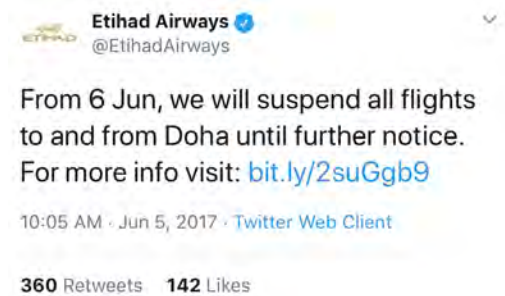 Etihad Airways
ETIHAD
@EtihadAirways
From 6 Jun, we will suspend all flights
to and from Doha until further notice.
For more info visit: bit.ly/2suGgb9
10:05 AM · Jun 5, 2017 · Twitter Web Client
360 Retweets 142 Likes